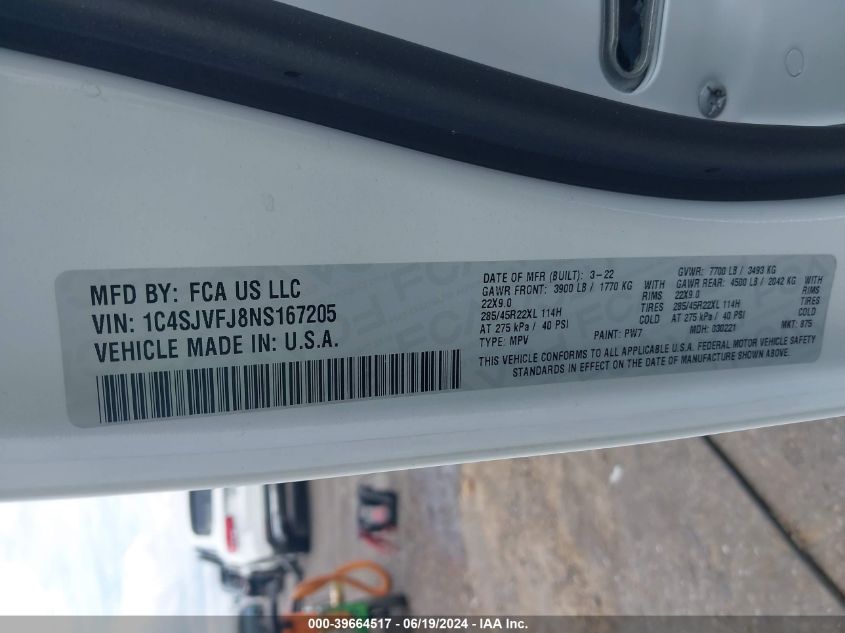 MFD BY: FCA US LLC
VIN: 1C4SJVFJ8NS167205
VEHICLE MADE IN: U.S.A.
DATE OF MFR (BUILT): 3-22 GVWR: 7700 LB / 3493 KG
GAWR FRONT: 3900 LB / 1770 KG WITH GAWR REAR: 4500 LB / 2042 KG WITH
22X9.0 RIMS 22X9.0 RIMS
285/45R22XL 114H TIRES 285/45R22XL 114H TIRES
AT 275 kPa / 40 PSI COLD AT 275 kPa / 40 PSI COLD
TYPE: MPV PAINT: PW7 MDH: 030221 MKT: 875
THIS VEHICLE CONFORMS TO ALL APPLICABLE U.S.A. FEDERAL MOTOR VEHICLE SAFETY
STANDARDS IN EFFECT ON THE DATE OF MANUFACTURE SHOWN ABOVE.
000-39664517 - 06/19/2024 - IAA Inc.